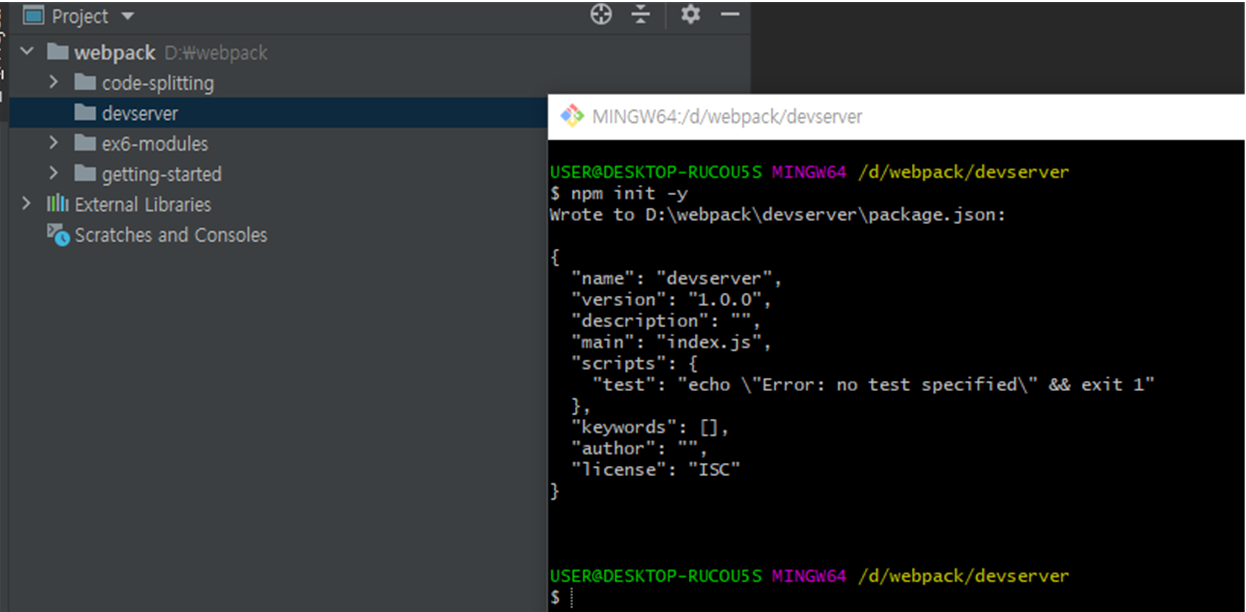 Project
webpack D:₩webpack
code-splitting
devserver
ex6-modules
getting-started
External Libraries
Scratches and Consoles
MINGW64:/d/webpack/devserver
USER@DESKTOP-RUCOU5S MINGW64 /d/webpack/devserver
$ npm init -y
Wrote to D:\webpack\devserver\package.json:
{
  "name": "devserver",
  "version": "1.0.0",
  "description": "",
  "main": "index.js",
  "scripts": {
    "test": "echo \"Error: no test specified\" && exit 1"
  },
  "keywords": [],
  "author": "",
  "license": "ISC"
}
USER@DESKTOP-RUCOU5S MINGW64 /d/webpack/devserver
$